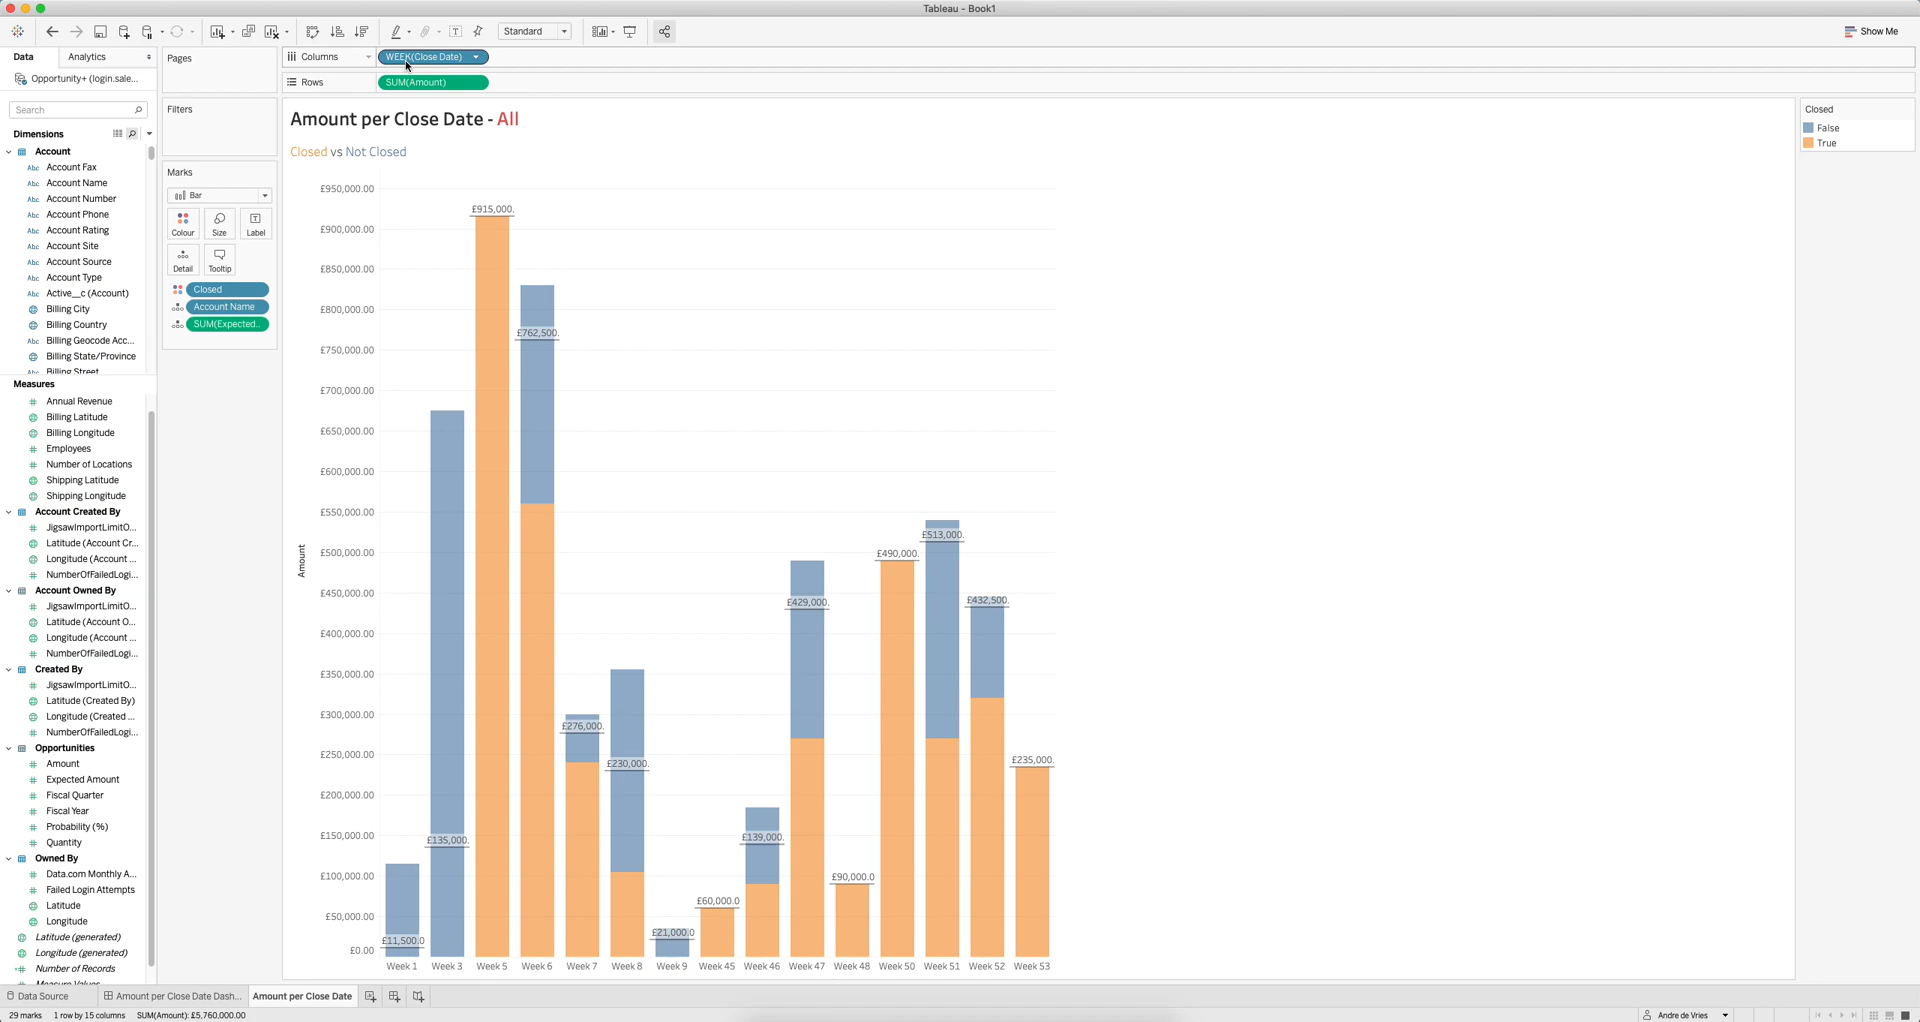 Tableau - Book1
Standard
Show Me
Data
Analytics
Opportunity+ (login.sale...
Search
Dimensions
Account
Abc Account Fax
Abc Account Name
Abc Account Number
Abc Account Phone
Abc Account Rating
Abc Account Site
Abc Account Source
Abc Account Type
Abc Active__c (Account)
Billing City
Billing Country
Abc Billing Geocode Acc...
Billing State/Province
Abc Billing Street
Measures
Annual Revenue
Billing Latitude
Billing Longitude
Employees
Number of Locations
Shipping Latitude
Shipping Longitude
Account Created By
JigsawImportLimitO...
Latitude (Account Cr...
Longitude (Account ...
NumberOfFailedLogi...
Account Owned By
JigsawImportLimitO...
Latitude (Account O...
Longitude (Account ...
NumberOfFailedLogi...
Created By
JigsawImportLimitO...
Latitude (Created By)
Longitude (Created ...
NumberOfFailedLogi...
Opportunities
Amount
Expected Amount
Fiscal Quarter
Fiscal Year
Probability (%)
Quantity
Owned By
Data.com Monthly A...
Failed Login Attempts
Latitude
Longitude
Latitude (generated)
Longitude (generated)
Number of Records
Measure Values
Pages
Filters
Marks
Bar
Colour
Size
Label
Detail
Tooltip
Closed
Account Name
SUM(Expected..
Columns
WEEK(Close Date)
Rows
SUM(Amount)
Amount per Close Date - All
Closed vs Not Closed
£950,000.00
£900,000.00
£850,000.00
£800,000.00
£750,000.00
£700,000.00
£650,000.00
£600,000.00
£550,000.00
£500,000.00
£450,000.00
£400,000.00
£350,000.00
£300,000.00
£250,000.00
£200,000.00
£150,000.00
£100,000.00
£50,000.00
£0.00
Amount
£11,500.0
£135,000.
£915,000.
£762,500.
£276,000.
£230,000.
£21,000.0
£60,000.0
£139,000.
£429,000.
£90,000.0
£490,000.
£513,000.
£432,500.
£235,000.
Week 1
Week 3
Week 5
Week 6
Week 7
Week 8
Week 9
Week 45
Week 46
Week 47
Week 48
Week 50
Week 51
Week 52
Week 53
Closed
False
True
Data Source
Amount per Close Date Dash...
Amount per Close Date
29 marks
1 row by 15 columns
SUM(Amount): £5,760,000.00
Andre de Vries